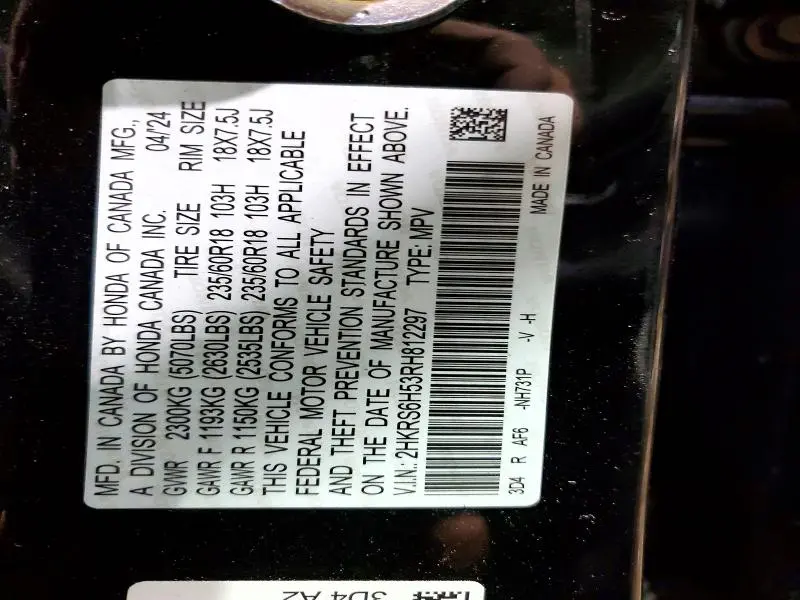 MFD. IN CANADA BY HONDA OF CANADA MFG.,
A DIVISION OF HONDA CANADA INC. 04/'24
GVWR 2300KG (5070LBS) TIRE SIZE RIM SIZE
GAWR F 1193KG (2630LBS) 235/60R18 103H 18X7.5J
GAWR R 1150KG (2535LBS) 235/60R18 103H 18X7.5J
THIS VEHICLE CONFORMS TO ALL APPLICABLE
FEDERAL MOTOR VEHICLE SAFETY
AND THEFT PREVENTION STANDARDS IN EFFECT
ON THE DATE OF MANUFACTURE SHOWN ABOVE.
V.I.N.: 2HKRS6H53RH812297 TYPE: MPV
3D4 R AF6 -NH731P -V -H
MADE IN CANADA
3D4 A2